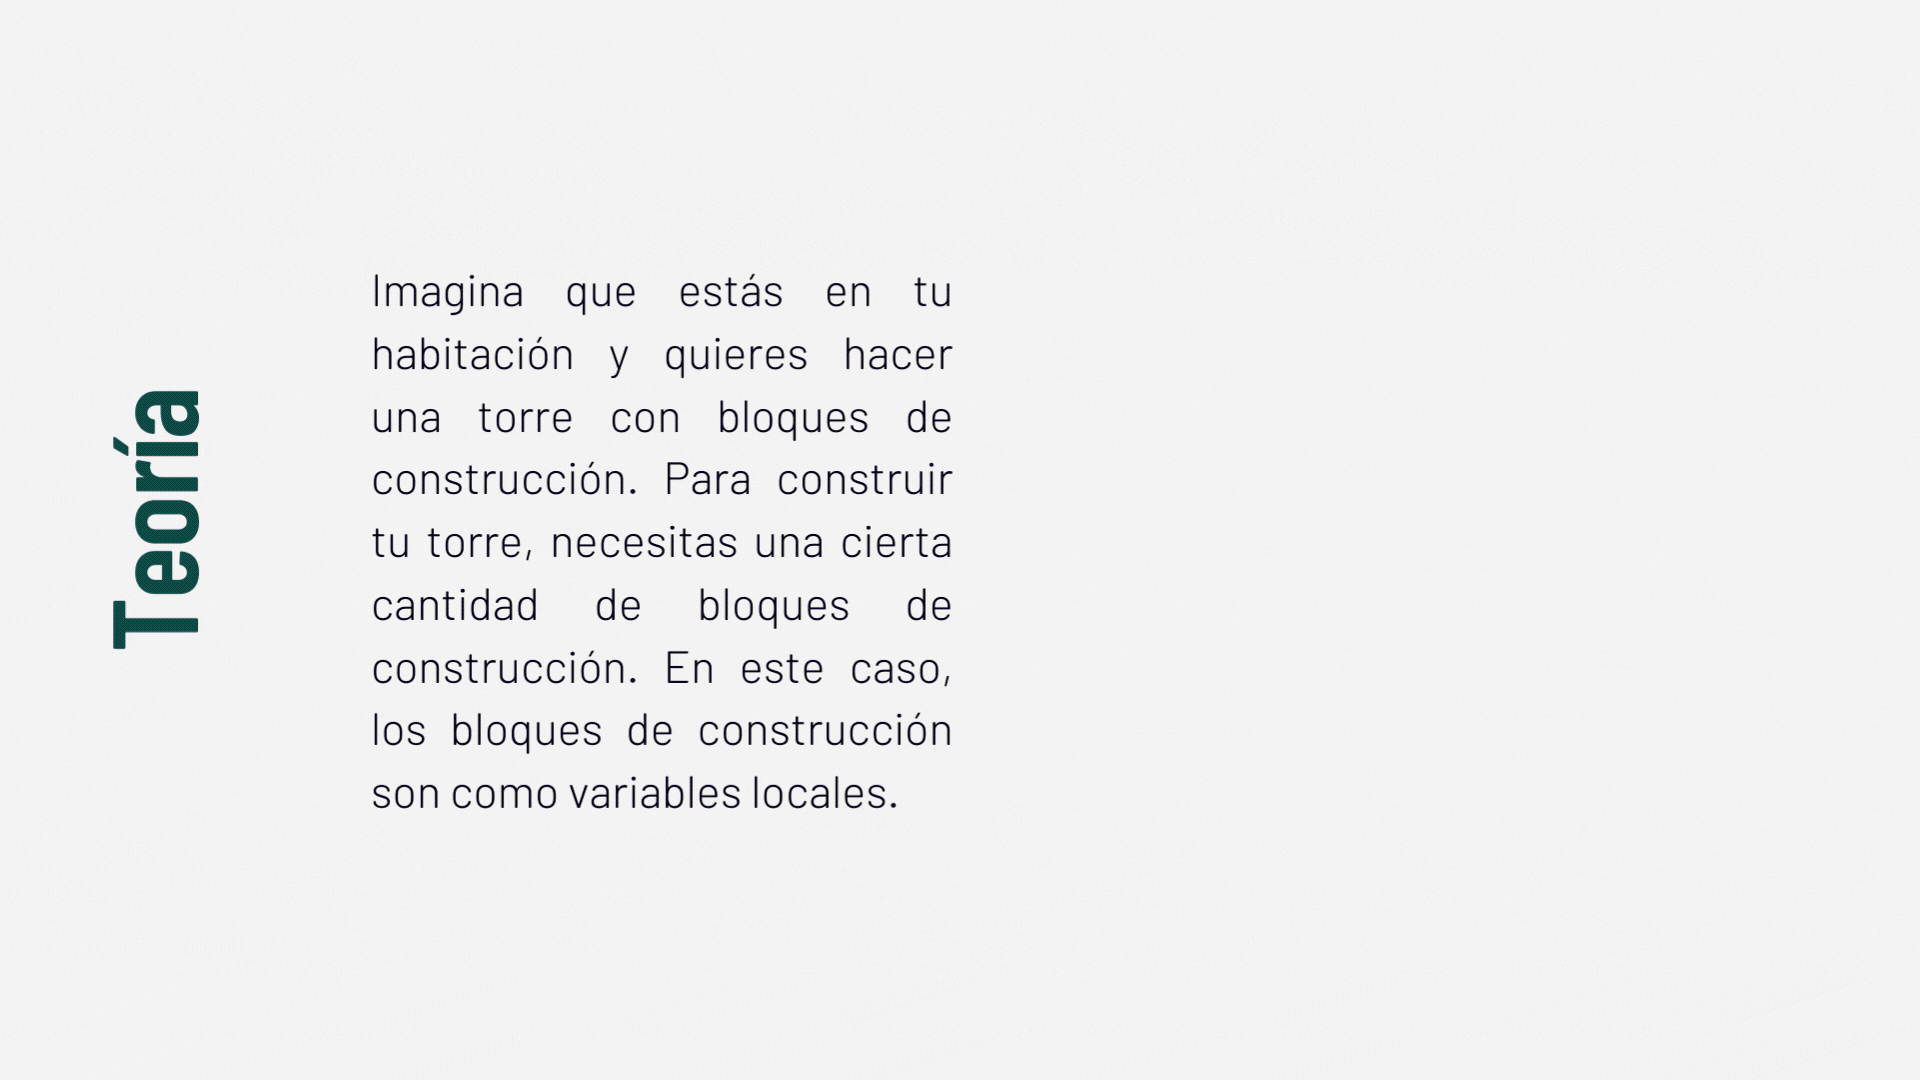 Teoría
Imagina que estás en tu
habitación y quieres hacer
una torre con bloques de
construcción. Para construir
tu torre, necesitas una cierta
cantidad de bloques de
construcción. En este caso,
los bloques de construcción
son como variables locales.